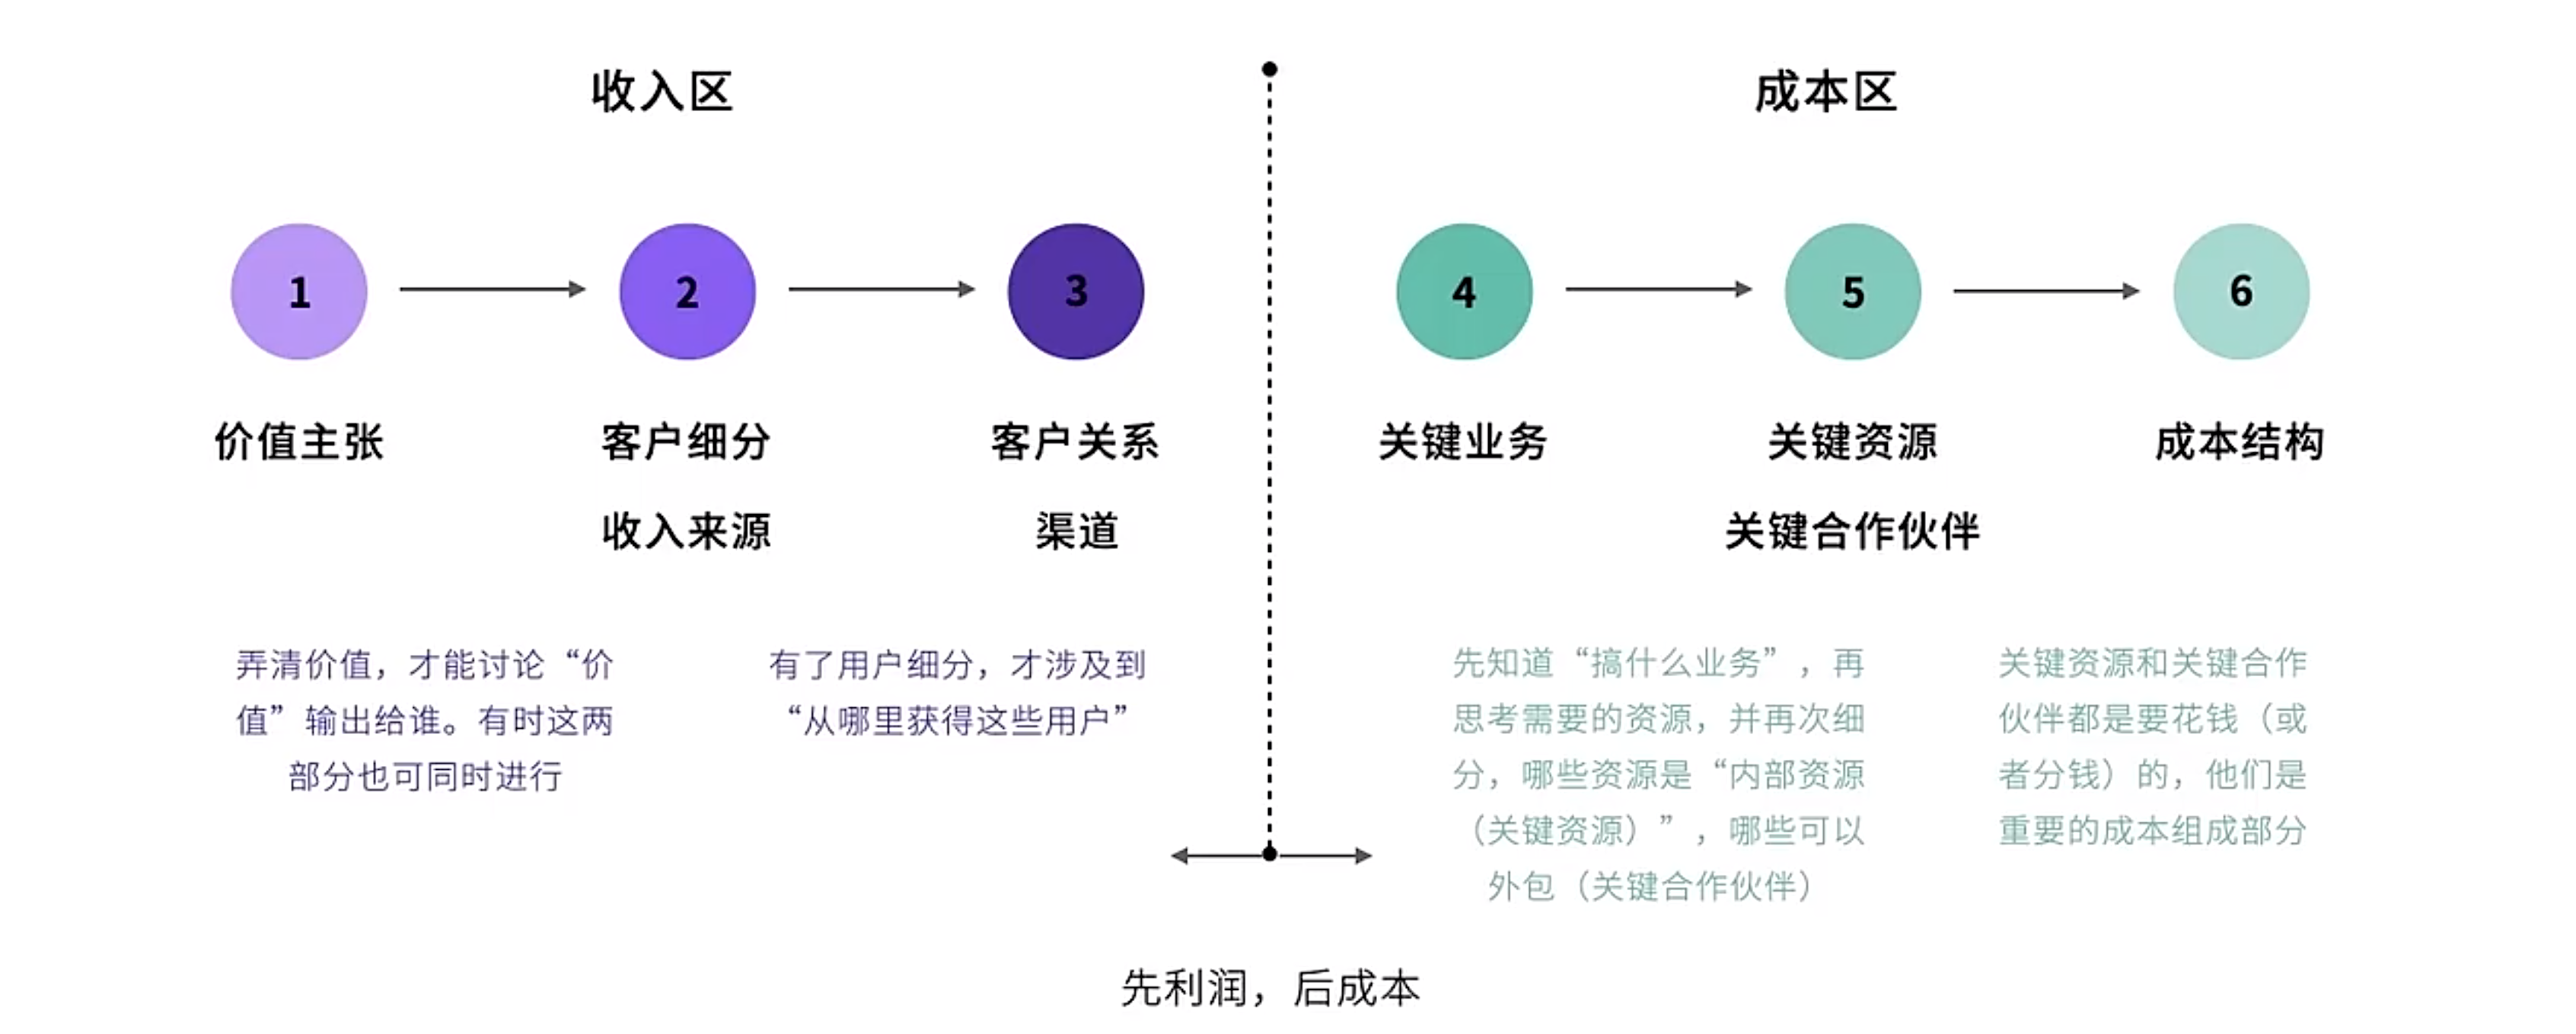 收入区
成本区
1
2
3
4
5
6
价值主张
客户细分
客户关系
关键业务
关键资源
成本结构
收入来源
渠道
关键合作伙伴
弄清价值，才能讨论“价
值”输出给谁。有时这两
部分也可同时进行
有了用户细分，才涉及到
“从哪里获得这些用户”
先知道“搞什么业务”，再
思考需要的资源，并再次细
分，哪些资源是“内部资源
（关键资源）”，哪些可以
外包（关键合作伙伴）
关键资源和关键合作
伙伴都是要花钱（或
者分钱）的，他们是
重要的成本组成部分
先利润，后成本